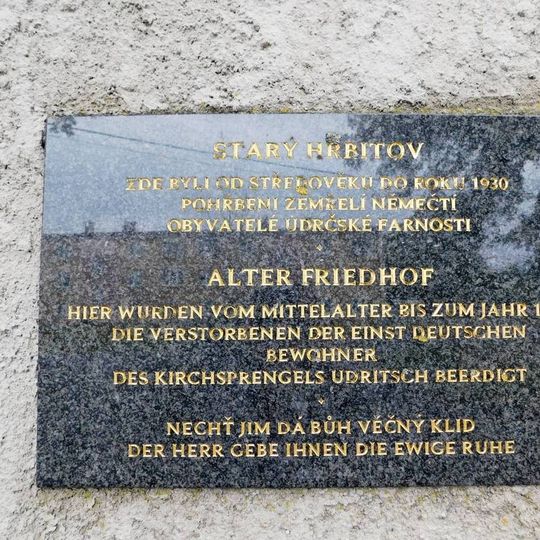 STARÝ HŘBITOV
ZDE BYLI OD STŘEDOVĚKU DO ROKU 1930
POHŘBENI ZEMŘELÍ NĚMEČTÍ
OBYVATELÉ ÚDRČSKÉ FARNOSTI
ALTER FRIEDHOF
HIER WURDEN VOM MITTELALTER BIS ZUM JAHR
DIE VERSTORBENEN DER EINST DEUTSCHEN
BEWOHNER
DES KIRCHSPRENGELS UDRITSCH BEERDIGT
NECHŤ JIM DÁ BŮH VĚČNÝ KLID
DER HERR GEBE IHNEN DIE EWIGE RUHE